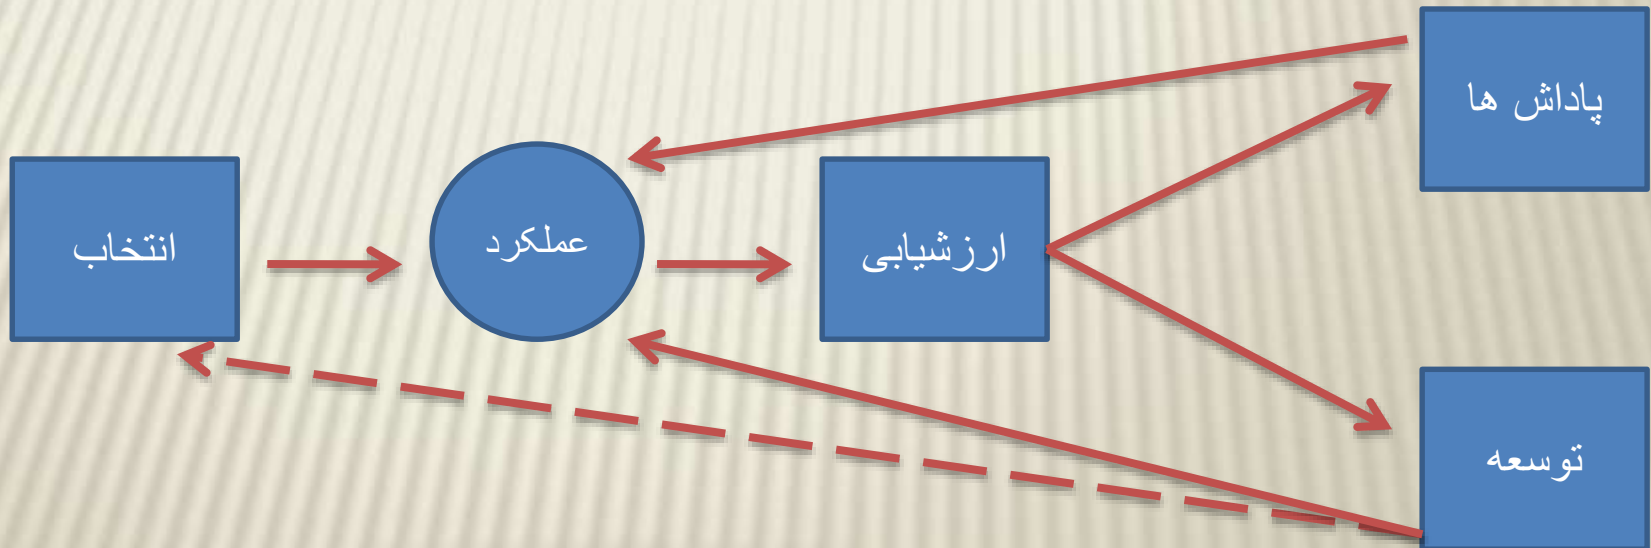 پاداش ها
انتخاب
عملکرد
ارزشیابی
توسعه